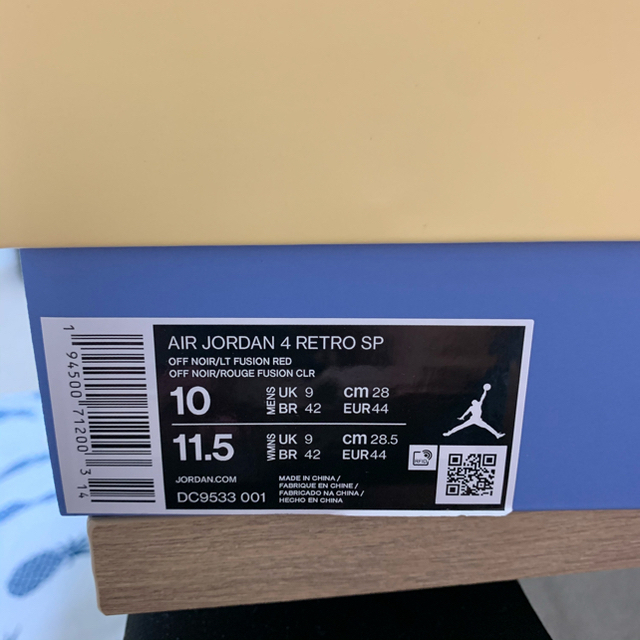 AIR JORDAN 4 RETRO SP
OFF NOIR/LT FUSION RED
OFF NOIR/ROUGE FUSION CLR
10 MENS UK 9 cm 28
BR 42 EUR 44
11.5 WMNS UK 9 cm 28.5
BR 42 EUR 44
JORDAN.COM
DC9533 001
MADE IN CHINA/
FABRIQUE EN CHINE/
FABRICADO NA CHINA/
HECHO EN CHINA
RFID
1 94500 71200 3 14